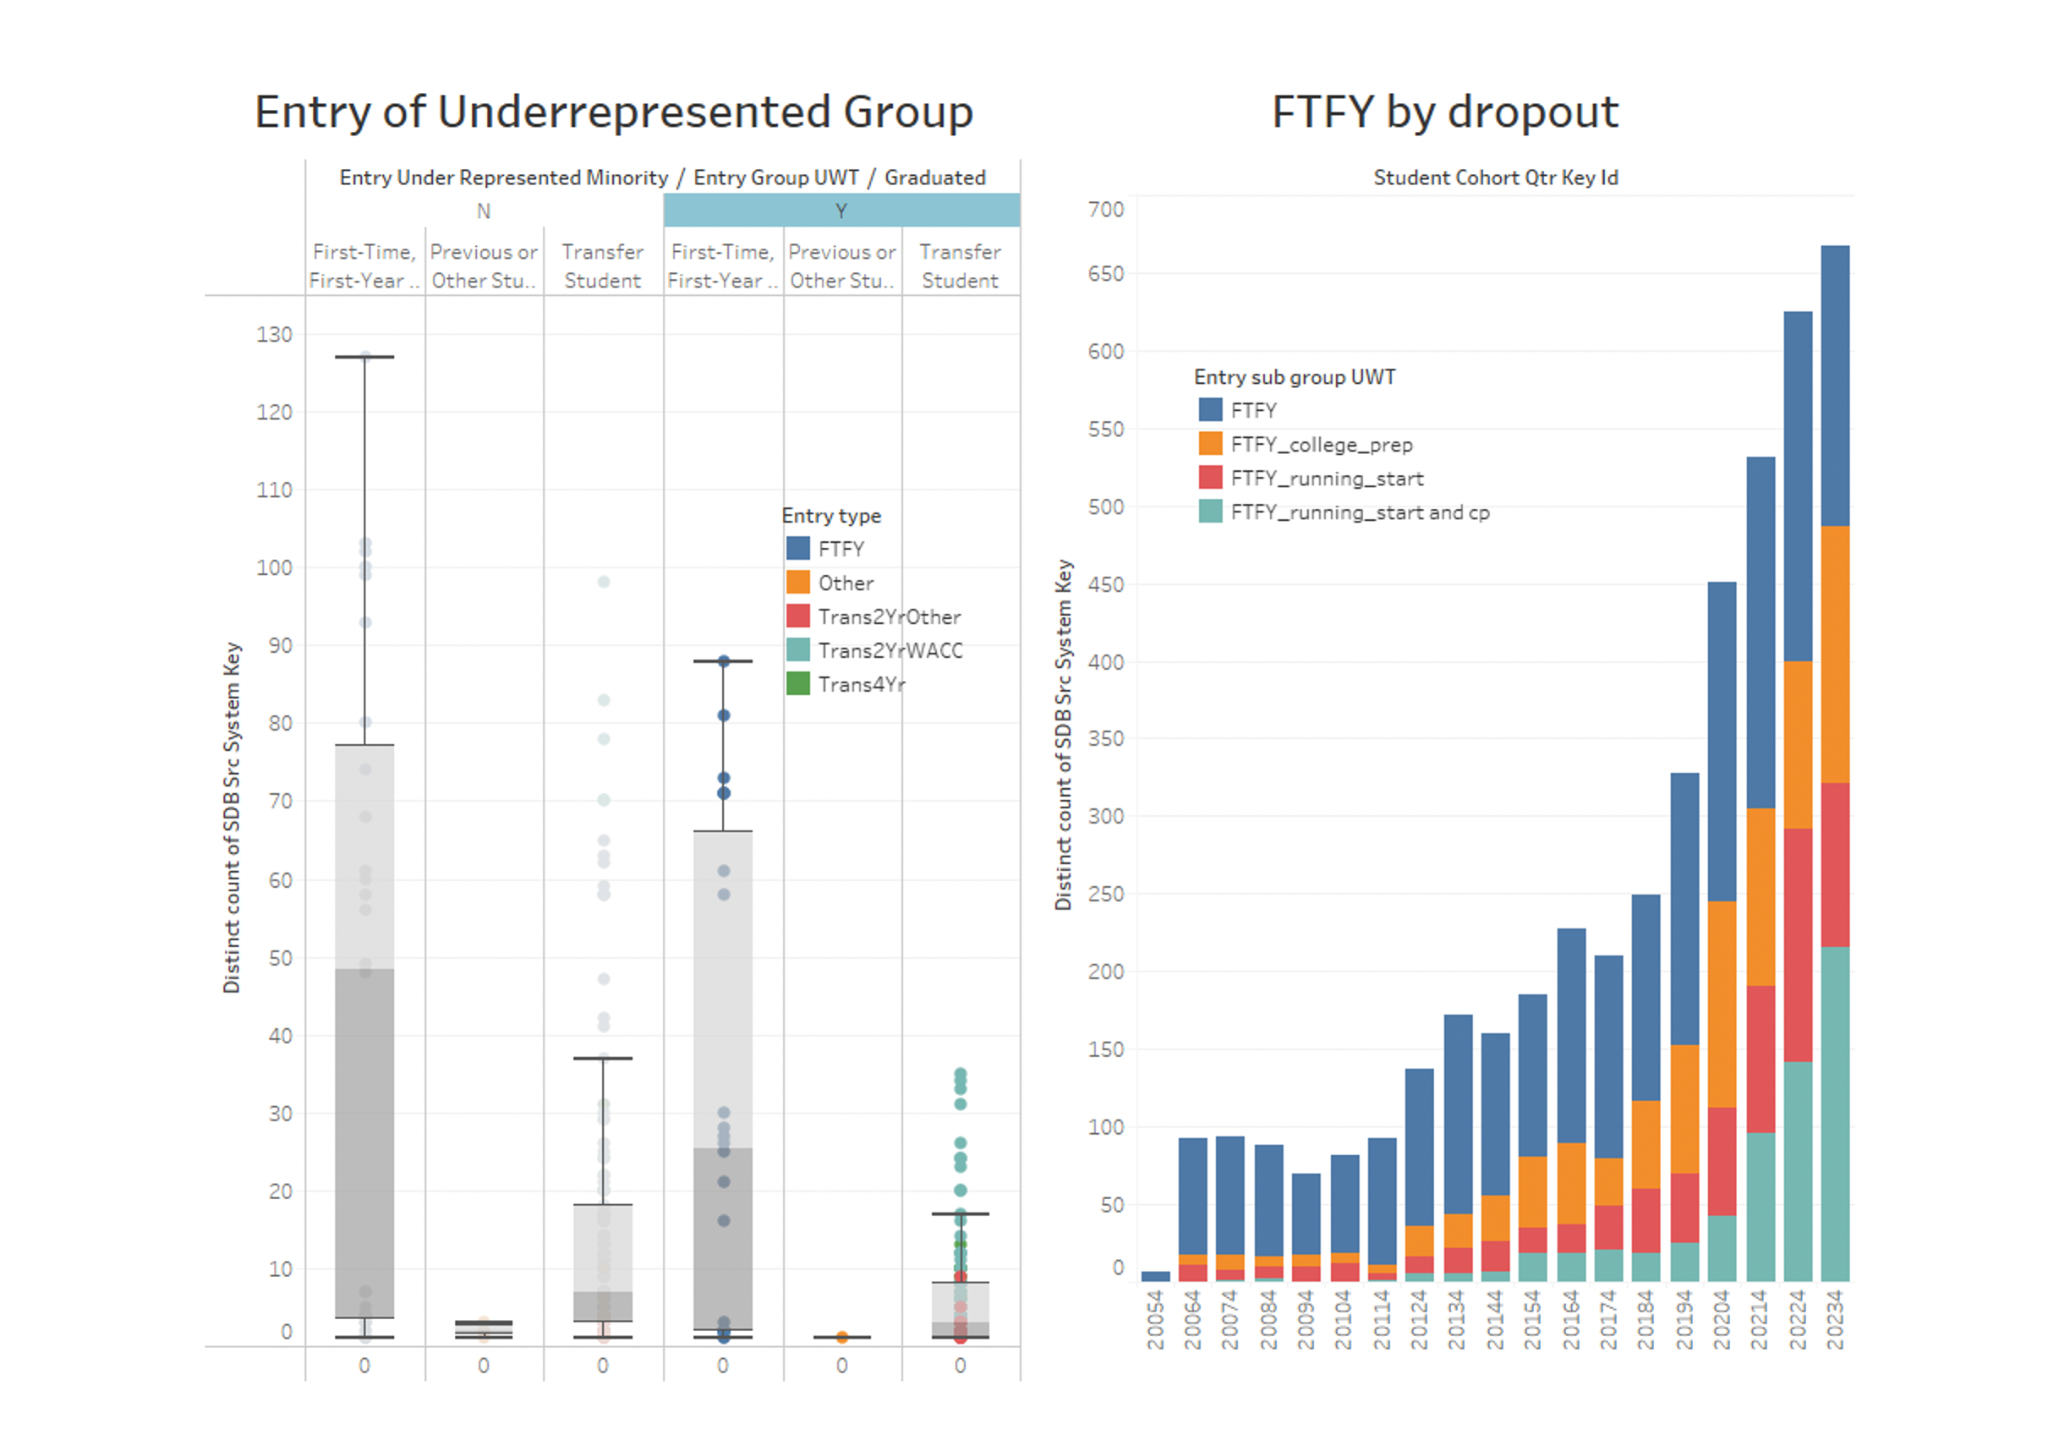 Entry of Underrepresented Group
Entry Under Represented Minority / Entry Group UWT / Graduated
N
Y
First-Time,
First-Year ..
Previous or
Other Stu..
Transfer
Student
First-Time,
First-Year ..
Previous or
Other Stu..
Transfer
Student
Distinct count of SDB Src System Key
130
120
110
100
90
80
70
60
50
40
30
20
10
0
Entry type
FTFY
Other
Trans2YrOther
Trans2YrWACC
Trans4Yr
0
0
0
0
0
0
FTFY by dropout
Student Cohort Qtr Key Id
Distinct count of SDB Src System Key
700
650
600
550
500
450
400
350
300
250
200
150
100
50
0
Entry sub group UWT
FTFY
FTFY_college_prep
FTFY_running_start
FTFY_running_start and cp
20054
20064
20074
20084
20094
20104
20114
20124
20134
20144
20154
20164
20174
20184
20194
20204
20214
20224
20234